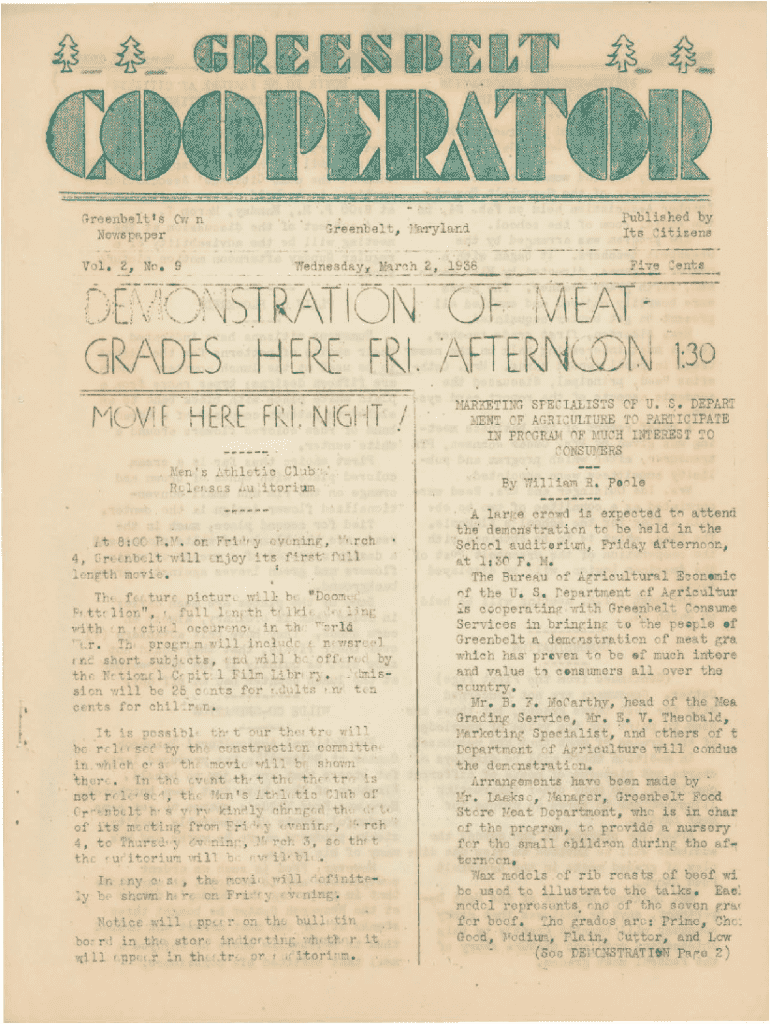 GREENBELT
COOPERATOR
Greenbelt's Own
Newspaper
Greenbelt, Maryland
Published by
Its Citizens
Vol. 2, No. 9
Wednesday, March 2, 1938
Five Cents
DEMONSTRATION OF MEAT-
GRADES HERE FRI. AFTERNOON 1:30
MOVIE HERE FRI. NIGHT !
Men's Athletic Club
Releases Auditorium
At 8:00 P.M. on Friday evening, March
4, Greenbelt will enjoy its first full
length movie.
The feature picture will be "Doomed
Battalion", a full length talkie dealing
with an actual occurence in the World
War. The program will include a newsreel
and short subjects, and will be offered by
the National Capital Film Library. Admis-
sion will be 25 cents for adults and ten
cents for children.
It is possible that our theatre will
be released by the construction committee
in which case the movie will be shown
there. In the event that the theatre is
not released, the Men's Athletic Club of
Greenbelt has very kindly changed the date
of its meeting from Friday evening, March
4, to Thursday evening, March 3, so that
the auditorium will be available.
In any case, the movie will definite-
ly be shown here on Friday evening.
Notice will appear on the bulletin
board in the store indicating whether it
will appear in theatre or auditorium.
MARKETING SPECIALISTS OF U. S. DEPART
MENT OF AGRICULTURE TO PARTICIPATE
IN PROGRAM OF MUCH INTEREST TO
CONSUMERS
By William R. Poole
A large crowd is expected to attend
the demonstration to be held in the
School auditorium, Friday afternoon,
at 1:30 P. M.
The Bureau of Agricultural Economic
of the U. S. Department of Agricultur
is cooperating with Greenbelt Consume
Services in bringing to the people of
Greenbelt a demonstration of meat gra
which has proven to be of much intere
and value to consumers all over the
country.
Mr. B. F. McCarthy, head of the Mea
Grading Service, Mr. E. V. Theobald,
Marketing Specialist, and others of t
Department of Agriculture will conduc
the demonstration.
Arrangements have been made by
Mr. Laakso, Manager, Greenbelt Food
Store Meat Department, who is in char
of the program, to provide a nursery
for the small children during the af-
ternoon.
Wax models of rib roasts of beef wi
be used to illustrate the talks. Eac
model represents one of the seven gra
for beef. The grades are: Prime, Choi
Good, Medium, Plain, Cutter, and Low
(See DEMONSTRATION Page 2)